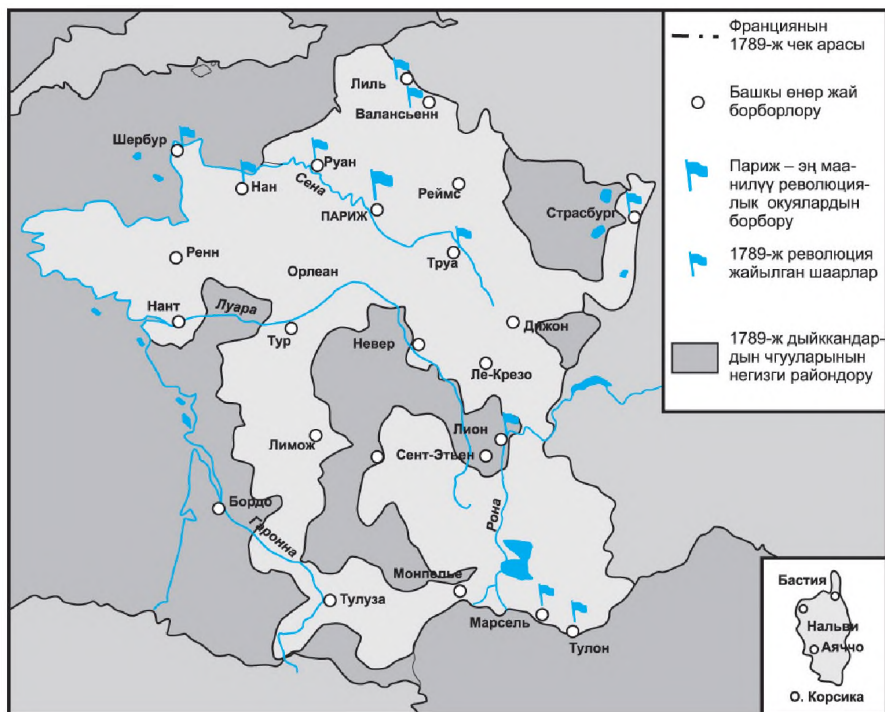 Франциянын
1789-ж чек арасы
Башкы өнөр жай
борборлору
Париж – эң маа-
нилүү революция-
лык окуялардын
борбору
1789-ж революция
жайылган шаарлар
1789-ж дыйккандар-
дын чгууларынын
негизги райондору
Лиль
Валансьенн
Шербур
Руан
Нан
Сена
Реймс
ПАРИЖ
Страсбург
Труа
Ренн
Орлеан
Нант
Луара
Тур
Невер
Дижон
Ле-Крезо
Лион
Лимож
Сент-Этьен
Бордо
Рона
Гаронна
Монпелье
Тулуза
Марсель
Тулон
Бастия
Нальви
Аяччо
О. Корсика